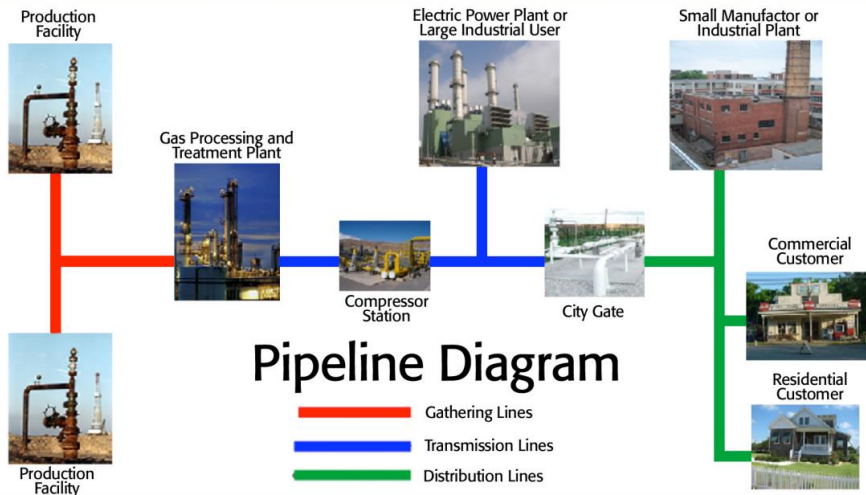 Production
Facility
Electric Power Plant or
Large Industrial User
Small Manufactor or
Industrial Plant
Gas Processing and
Treatment Plant
Compressor
Station
City Gate
Commercial
Customer
Residential
Customer
Production
Facility
Pipeline Diagram
Gathering Lines
Transmission Lines
Distribution Lines